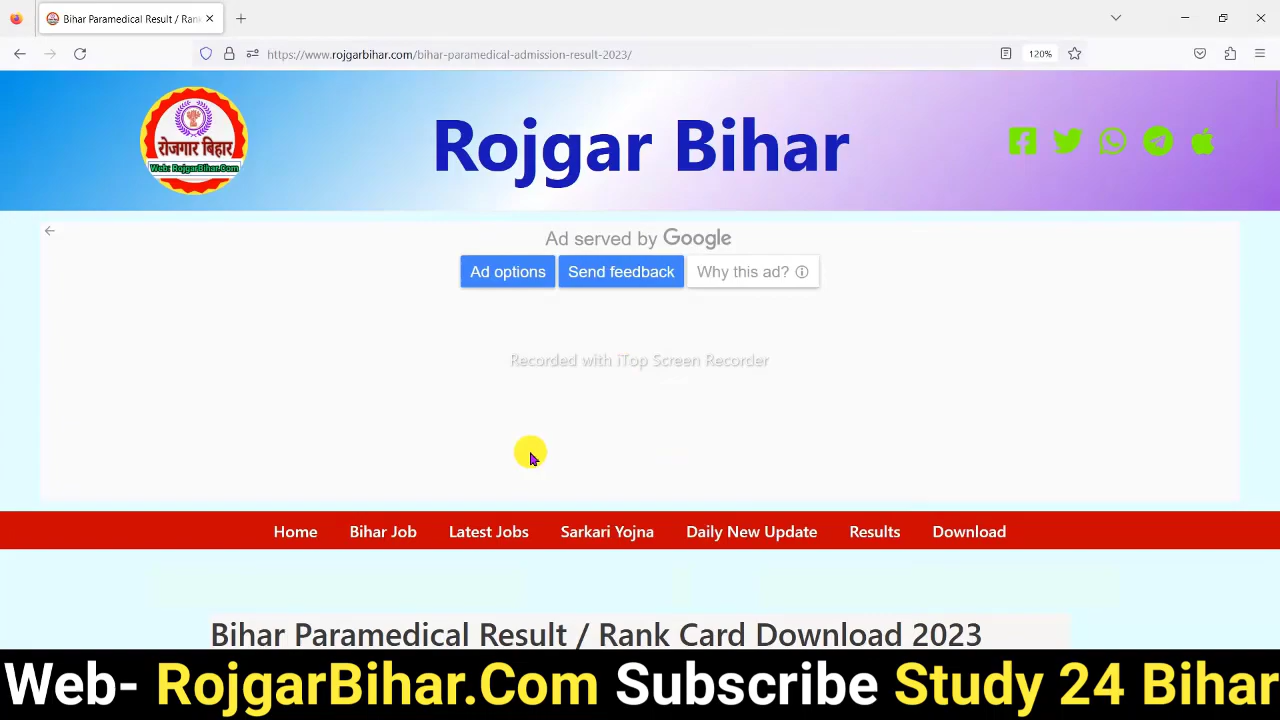 Bihar Paramedical Result / Rank
https://www.rojgarbihar.com/bihar-paramedical-admission-result-2023/
120%
रोजगार बिहार
Web: RojgarBihar.Com
Rojgar Bihar
Ad served by Google
Ad options
Send feedback
Why this ad?
Recorded with iTop Screen Recorder
Home
Bihar Job
Latest Jobs
Sarkari Yojna
Daily New Update
Results
Download
Bihar Paramedical Result / Rank Card Download 2023
Web- RojgarBihar.Com Subscribe Study 24 Bihar